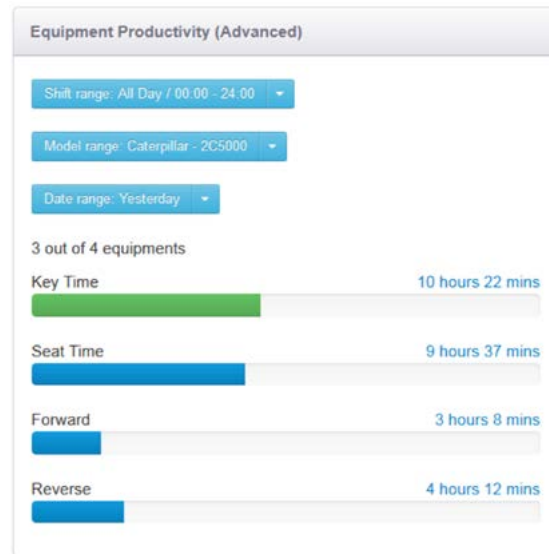 Equipment Productivity (Advanced)
Shift range: All Day / 00:00 - 24:00
Model range: Caterpillar - 2C5000
Date range: Yesterday
3 out of 4 equipments
Key Time 10 hours 22 mins
Seat Time 9 hours 37 mins
Forward 3 hours 8 mins
Reverse 4 hours 12 mins